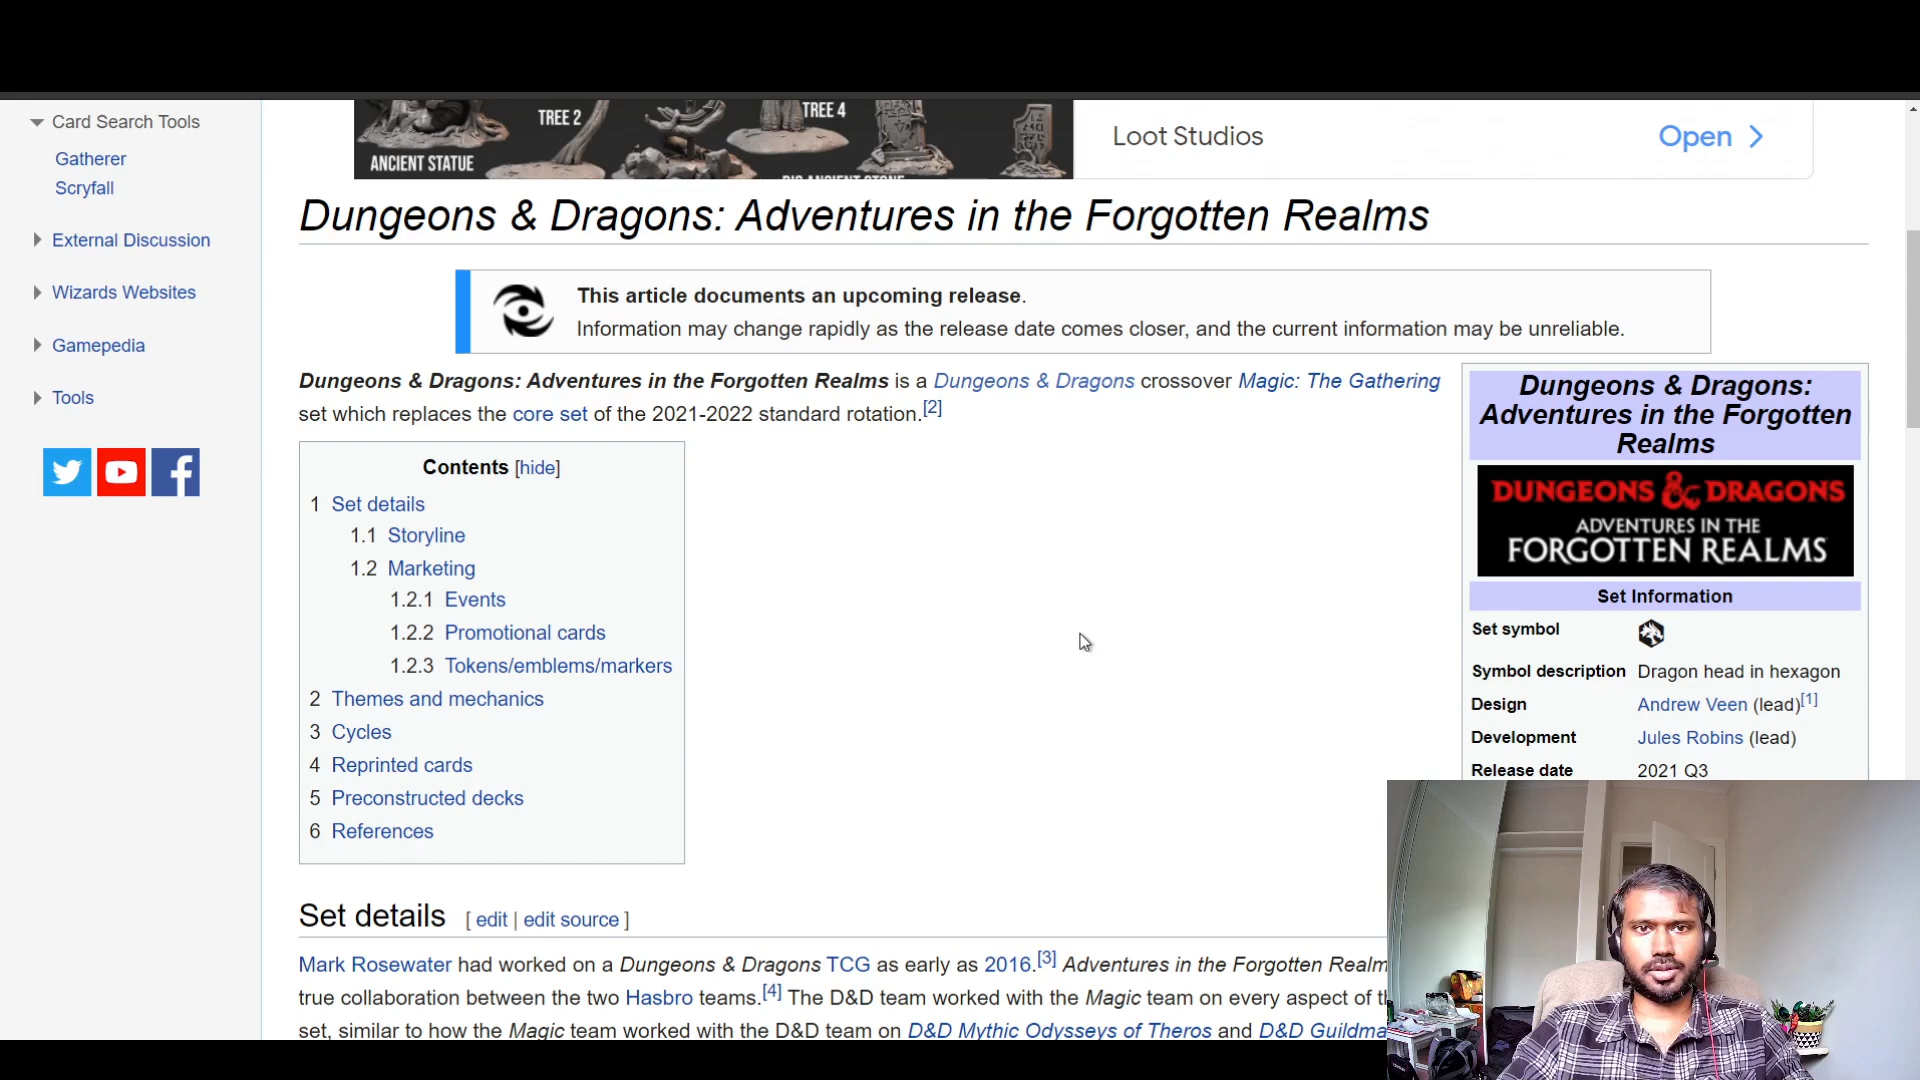 Card Search Tools
Gatherer
Scryfall
External Discussion
Wizards Websites
Gamepedia
Tools
TREE 2
TREE 4
ANCIENT STATUE
Loot Studios
Open
Dungeons & Dragons: Adventures in the Forgotten Realms
This article documents an upcoming release.
Information may change rapidly as the release date comes closer, and the current information may be unreliable.
Dungeons & Dragons: Adventures in the Forgotten Realms is a Dungeons & Dragons crossover Magic: The Gathering
set which replaces the core set of the 2021-2022 standard rotation.[2]
Contents [hide]
1 Set details
1.1 Storyline
1.2 Marketing
1.2.1 Events
1.2.2 Promotional cards
1.2.3 Tokens/emblems/markers
2 Themes and mechanics
3 Cycles
4 Reprinted cards
5 Preconstructed decks
6 References
Dungeons & Dragons:
Adventures in the Forgotten
Realms
DUNGEONS & DRAGONS
ADVENTURES IN THE
FORGOTTEN REALMS
Set Information
Set symbol
Symbol description Dragon head in hexagon
Design Andrew Veen (lead)[1]
Development Jules Robins (lead)
Release date 2021 Q3
Set details [ edit | edit source ]
Mark Rosewater had worked on a Dungeons & Dragons TCG as early as 2016.[3] Adventures in the Forgotten Realm
true collaboration between the two Hasbro teams.[4] The D&D team worked with the Magic team on every aspect of t
set, similar to how the Magic team worked with the D&D team on D&D Mythic Odysseys of Theros and D&D Guildma